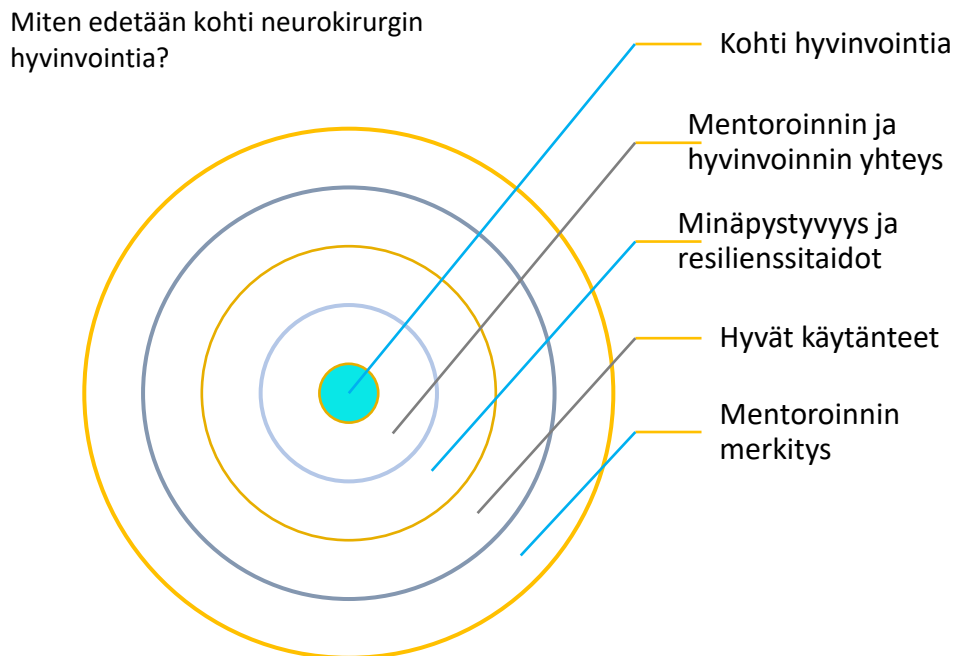 Miten edetään kohti neurokirurgin
hyvinvointia?
Kohti hyvinvointia
Mentoroinnin ja
hyvinvoinnin yhteys
Minäpystyvyys ja
resilienssitaidot
Hyvät käytänteet
Mentoroinnin
merkitys